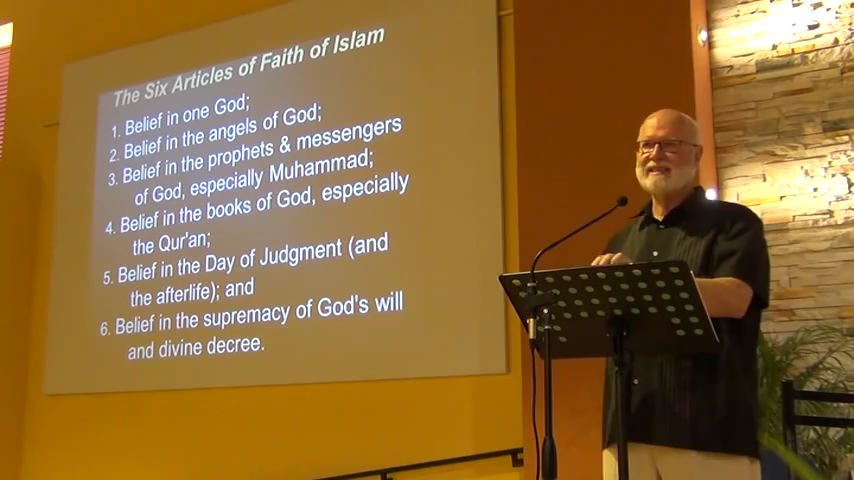 The Six Articles of Faith of Islam
1. Belief in one God;
2. Belief in the angels of God;
3. Belief in the prophets & messengers
of God, especially Muhammad;
4. Belief in the books of God, especially
the Qur'an;
5. Belief in the Day of Judgment (and
the afterlife); and
6. Belief in the supremacy of God's will
and divine decree.